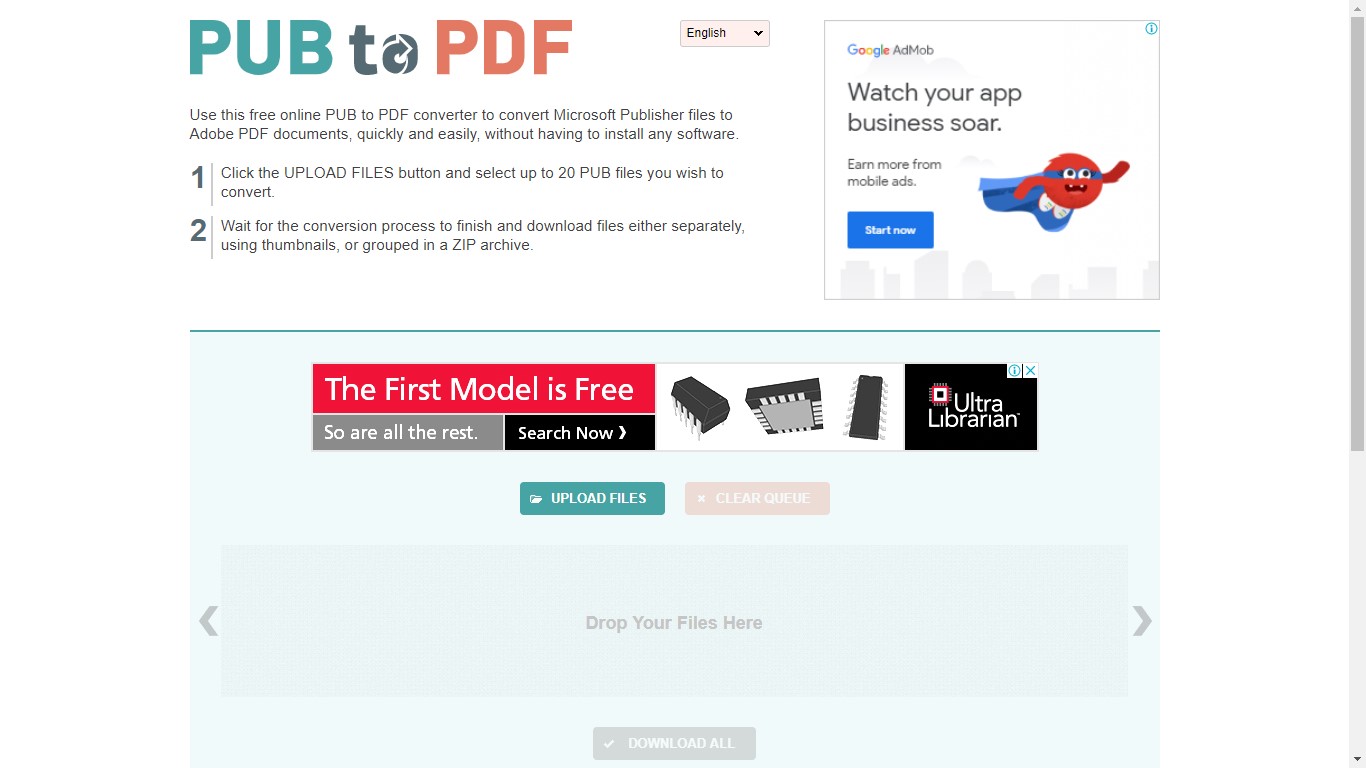 PUB to PDF
English
Use this free online PUB to PDF converter to convert Microsoft Publisher files to
Adobe PDF documents, quickly and easily, without having to install any software.
1 Click the UPLOAD FILES button and select up to 20 PUB files you wish to
convert.
2 Wait for the conversion process to finish and download files either separately,
using thumbnails, or grouped in a ZIP archive.
Google AdMob
Watch your app
business soar.
Earn more from
mobile ads.
Start now
The First Model is Free
So are all the rest.
Search Now ❯
Ultra
Librarian™
UPLOAD FILES
CLEAR QUEUE
Drop Your Files Here
DOWNLOAD ALL